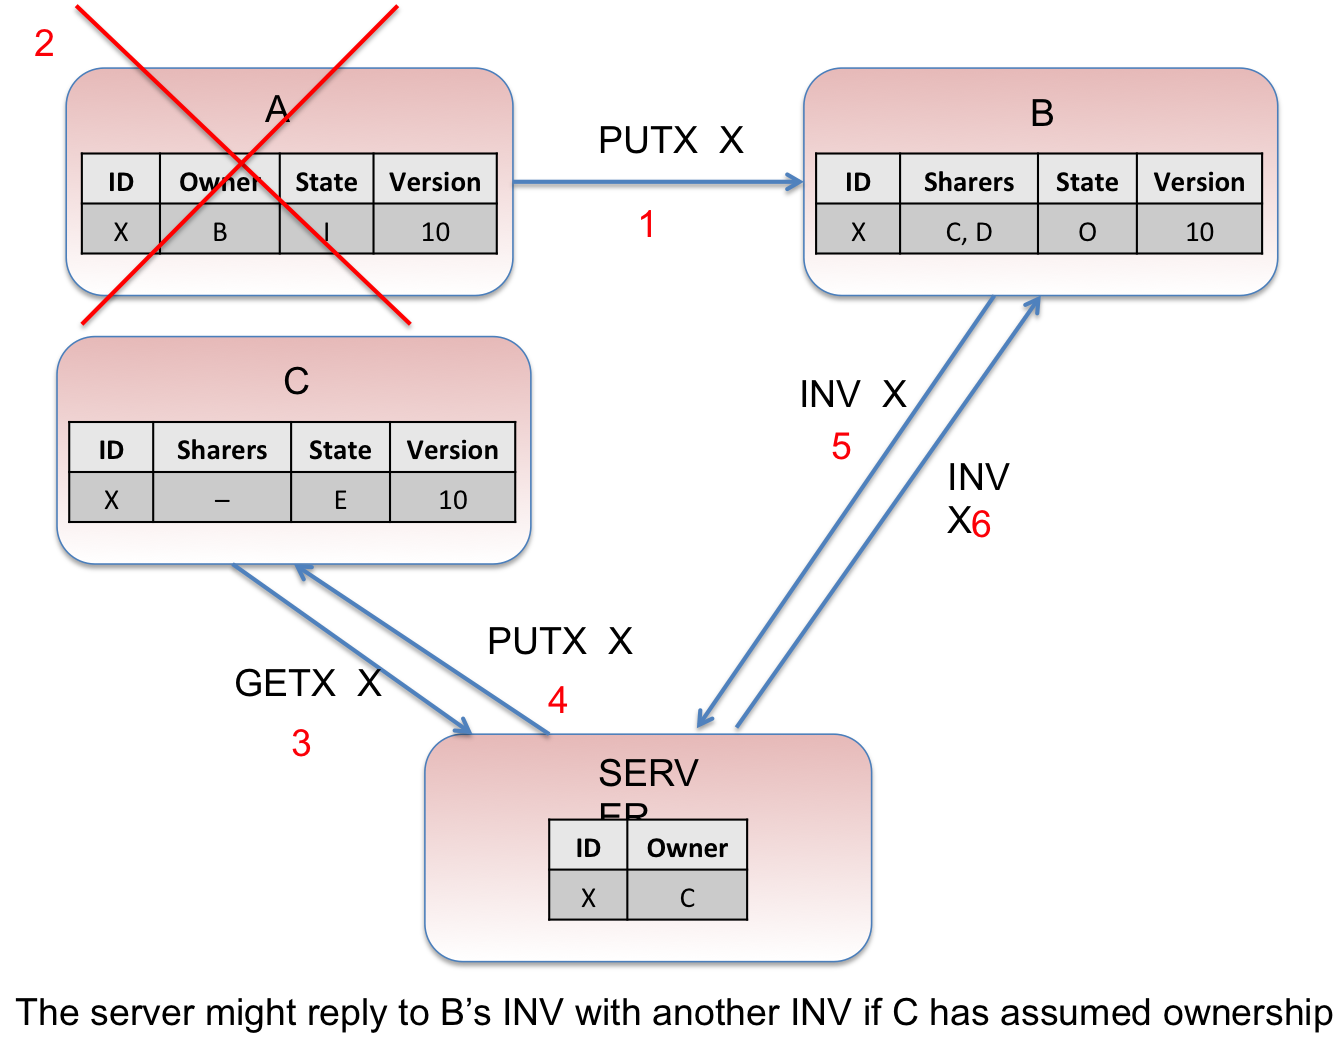 2
A
ID Owner State Version
X B I 10
PUTX X
1
B
ID Sharers State Version
X C, D O 10
C
ID Sharers State Version
X – E 10
INV X
5
INV
X6
PUTX X
4
GETX X
3
SERV
ER
ID Owner
X C
The server might reply to B’s INV with another INV if C has assumed ownership